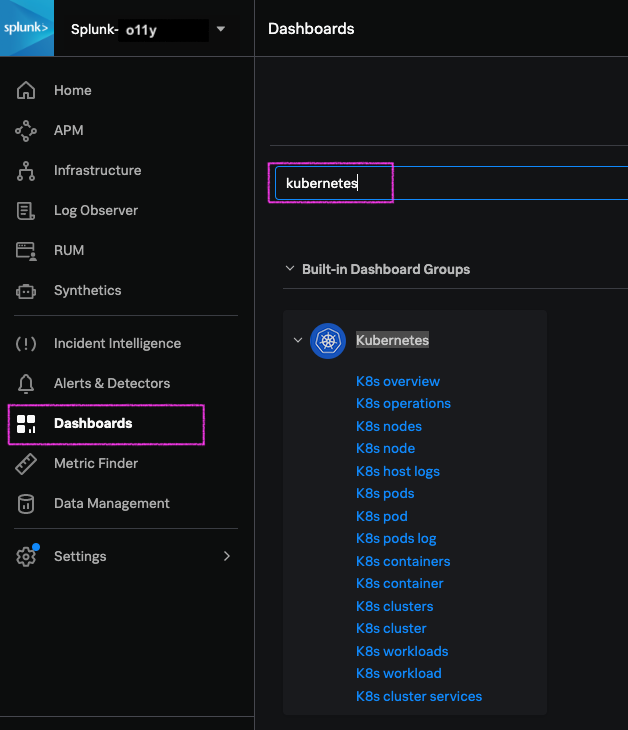 splunk>
Splunk- o11y
Dashboards
Home
APM
Infrastructure
Log Observer
RUM
Synthetics
Incident Intelligence
Alerts & Detectors
Dashboards
Metric Finder
Data Management
Settings
kubernetes
Built-in Dashboard Groups
Kubernetes
K8s overview
K8s operations
K8s nodes
K8s node
K8s host logs
K8s pods
K8s pod
K8s pods log
K8s containers
K8s container
K8s clusters
K8s cluster
K8s workloads
K8s workload
K8s cluster services